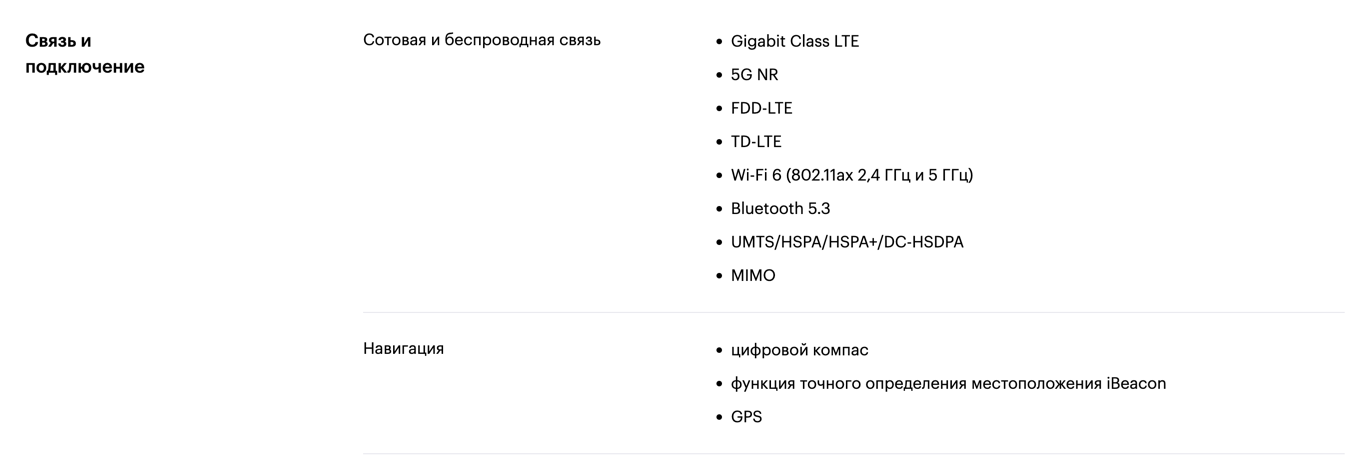 Связь и
подключение
Сотовая и беспроводная связь
• Gigabit Class LTE
• 5G NR
• FDD-LTE
• TD-LTE
• Wi-Fi 6 (802.11ax 2,4 ГГц и 5 ГГц)
• Bluetooth 5.3
• UMTS/HSPA/HSPA+/DC-HSDPA
• MIMO
Навигация
• цифровой компас
• функция точного определения местоположения iBeacon
• GPS